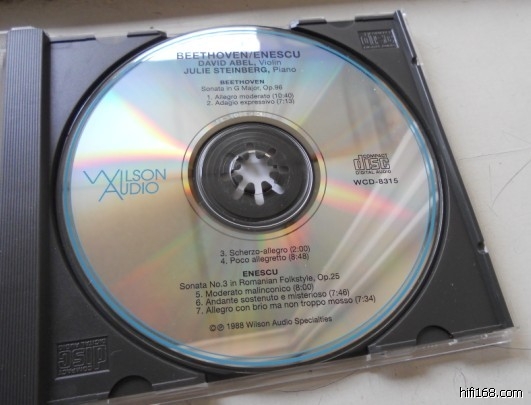 BEETHOVEN/ENESCU
DAVID ABEL, Violin
JULIE STEINBERG, Piano
BEETHOVEN
Sonata in G Major, Op.96
1. Allegro moderato (10:40)
2. Adagio espressivo (7:13)
WILSON
AUDIO
COMPACT
disc
DIGITAL AUDIO
WCD-8315
3. Scherzo-allegro (2:00)
4. Poco allegretto (8:48)
ENESCU
Sonata No.3 in Romanian Folkstyle, Op.25
5. Moderato malinconico (8:00)
6. Andante sostenuto e misterioso (7:46)
7. Allegro con brio ma non troppo mosso (7:34)
© ℗ 1988 Wilson Audio Specialties
disc
hifi168.com